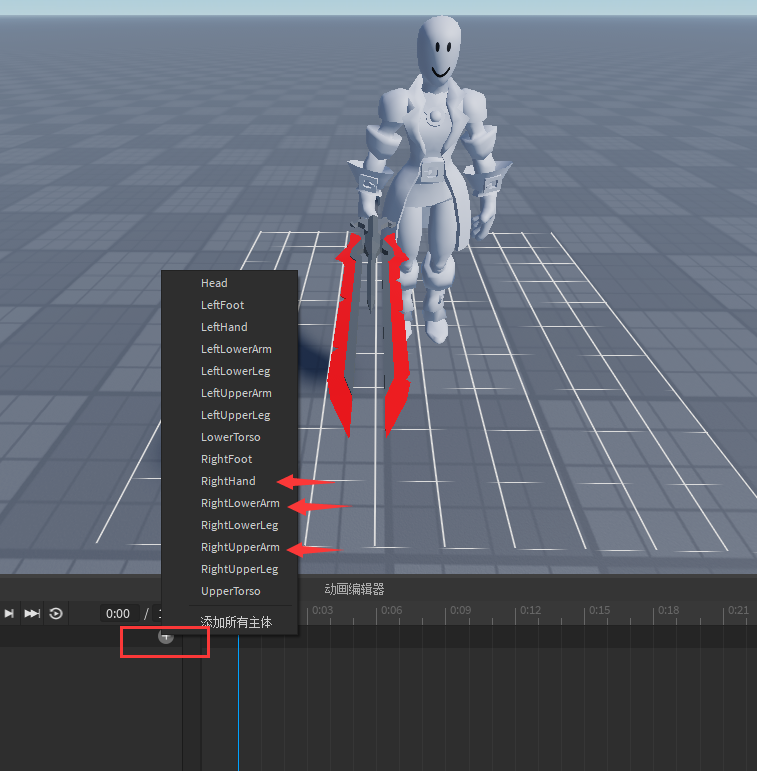 Head
LeftFoot
LeftHand
LeftLowerArm
LeftLowerLeg
LeftUpperArm
LeftUpperLeg
LowerTorso
RightFoot
RightHand
RightLowerArm
RightLowerLeg
RightUpperArm
RightUpperLeg
UpperTorso
添加所有主体
动画编辑器
0:00 /
0:03 0:06 0:09 0:12 0:15 0:18 0:21